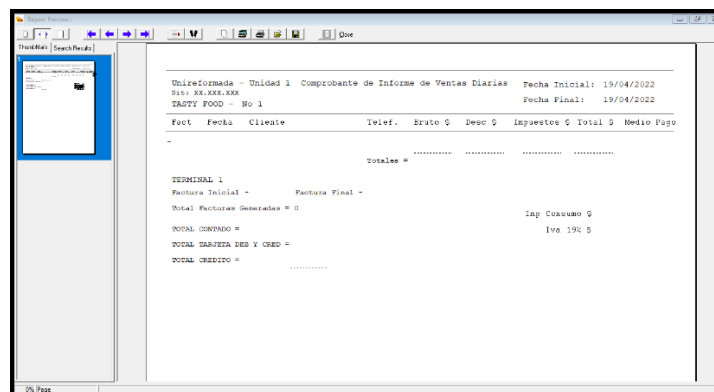 Report Preview
Close
Thumbnails Search Results
1
Unireformada - Unidad 1 Comprobante de Informe de Ventas Diarias Fecha Inicial: 19/04/2022
Nit: XX.XXX.XXX
Fecha Final: 19/04/2022
TASTY FOOD - No 1
Fact Fecha Cliente Telef. Bruto $ Desc $ Impuestos $ Total $ Medio Pago
-
Totales =
TERMINAL 1
Factura Inicial - Factura Final -
Total Facturas Generadas = 0
Imp Consumo $
TOTAL CONTADO =
Iva 19% $
TOTAL TARJETA DEB Y CRED =
TOTAL CREDITO =
0% Page